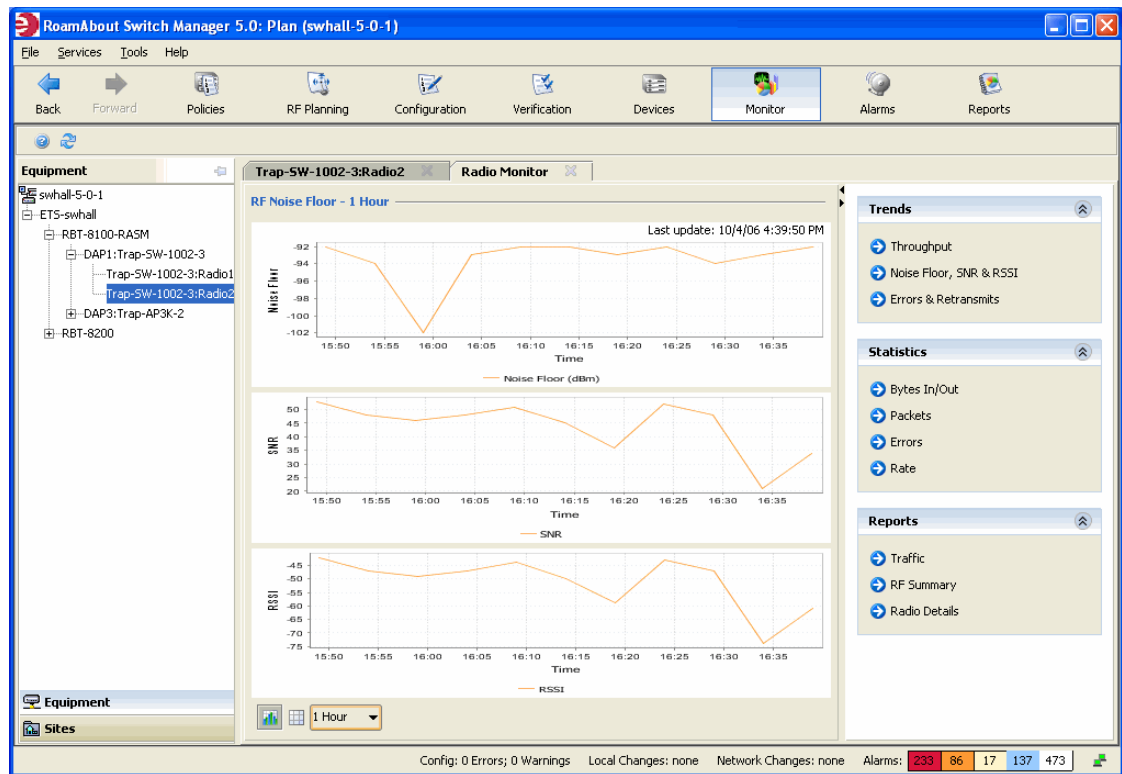 RoamAbout Switch Manager 5.0: Plan (swhall-5-0-1)
File Services Tools Help
Back Forward Policies RF Planning Configuration Verification Devices Monitor Alarms Reports
Equipment
swhall-5-0-1
ETS-swhall
RBT-8100-RASM
DAP1:Trap-SW-1002-3
Trap-SW-1002-3:Radio1
Trap-SW-1002-3:Radio2
DAP3:Trap-AP3K-2
RBT-8200
Equipment
Sites
Trap-SW-1002-3:Radio2 Radio Monitor
RF Noise Floor - 1 Hour
Last update: 10/4/06 4:39:50 PM
Noise Floor
-92
-94
-96
-98
-100
-102
15:50 15:55 16:00 16:05 16:10 16:15 16:20 16:25 16:30 16:35
Time
Noise Floor (dBm)
SNR
50
45
40
35
30
25
20
15:50 15:55 16:00 16:05 16:10 16:15 16:20 16:25 16:30 16:35
Time
SNR
RSSI
-45
-50
-55
-60
-65
-70
-75
15:50 15:55 16:00 16:05 16:10 16:15 16:20 16:25 16:30 16:35
Time
RSSI
1 Hour
Trends
Throughput
Noise Floor, SNR & RSSI
Errors & Retransmits
Statistics
Bytes In/Out
Packets
Errors
Rate
Reports
Traffic
RF Summary
Radio Details
Config: 0 Errors; 0 Warnings Local Changes: none Network Changes: none Alarms: 233 86 17 137 473